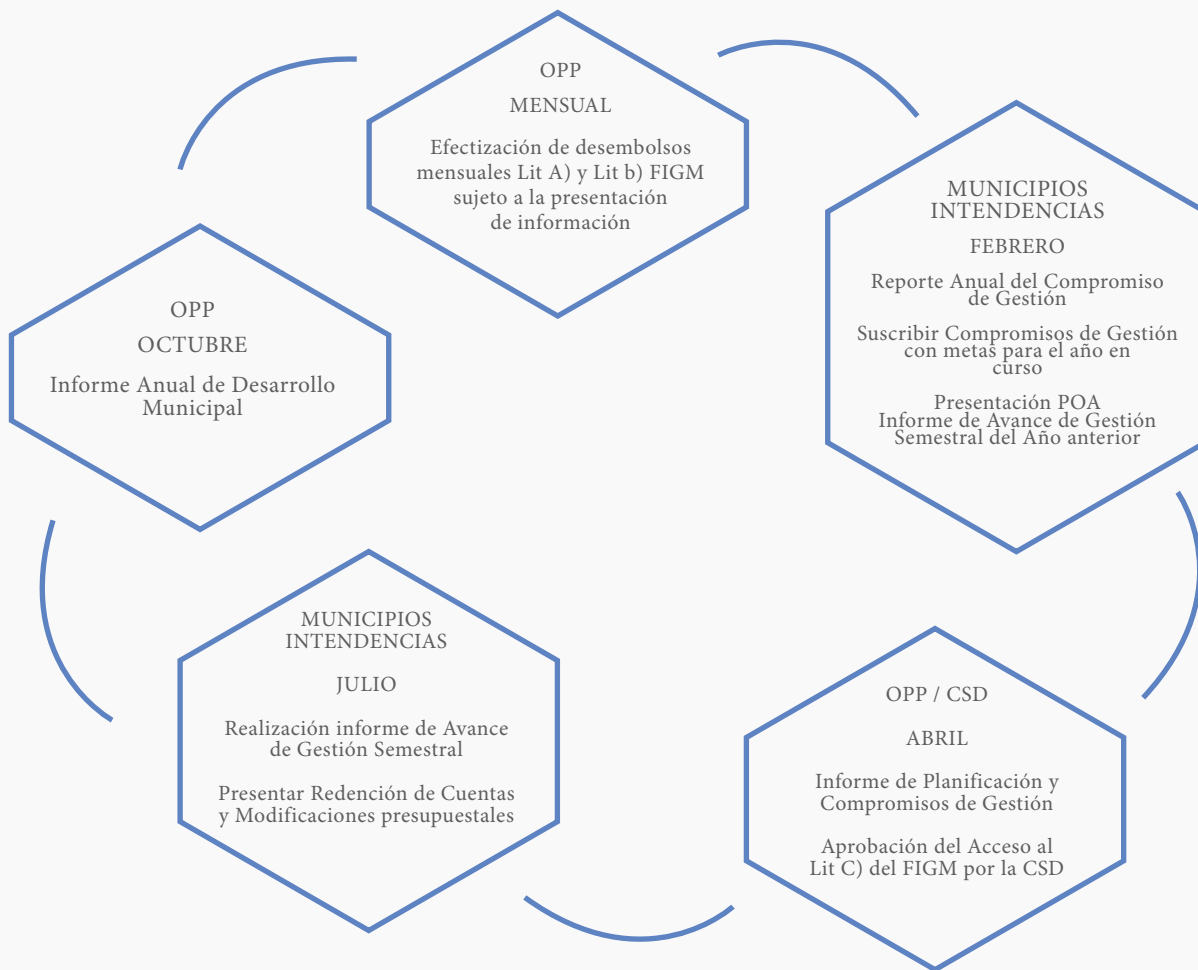 OPP
MENSUAL
Efectización de desembolsos
mensuales Lit A) y Lit b) FIGM
sujeto a la presentación
de información
MUNICIPIOS
INTENDENCIAS
FEBRERO
Reporte Anual del Compromiso
de Gestión
Suscribir Compromisos de Gestión
con metas para el año en
curso
Presentación POA
Informe de Avance de Gestión
Semestral del Año anterior
OPP / CSD
ABRIL
Informe de Planificación y
Compromisos de Gestión
Aprobación del Acceso al
Lit C) del FIGM por la CSD
MUNICIPIOS
INTENDENCIAS
JULIO
Realización informe de Avance
de Gestión Semestral
Presentar Redención de Cuentas
y Modificaciones presupuestales
OPP
OCTUBRE
Informe Anual de Desarrollo
Municipal